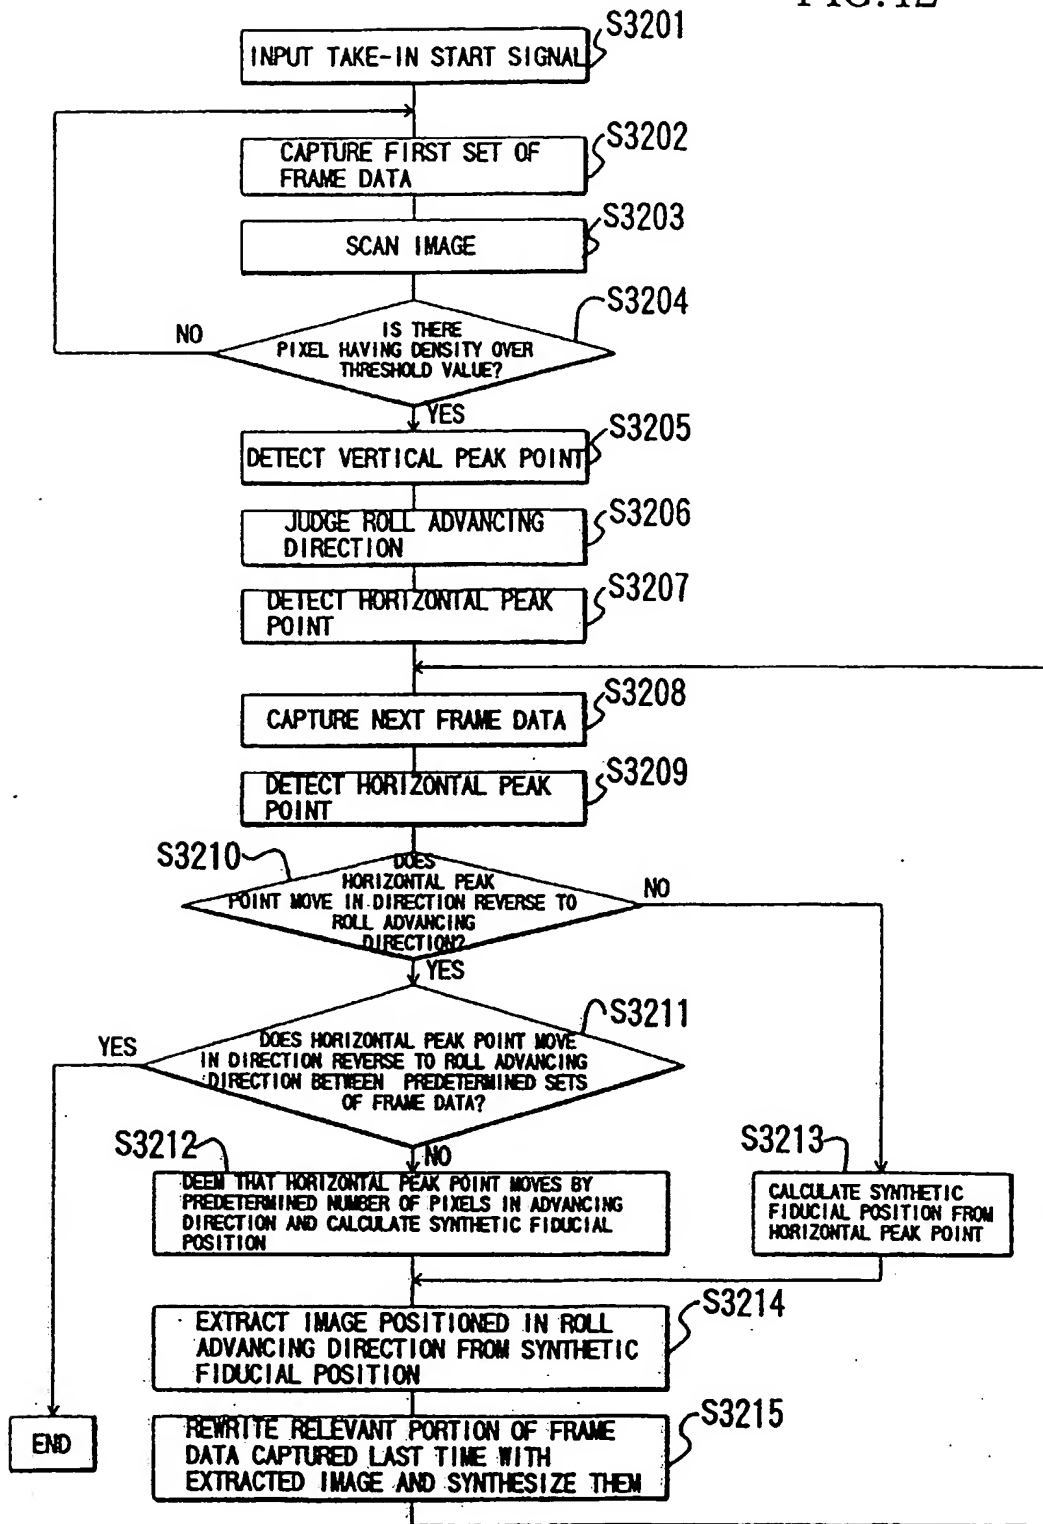 FIG.12
S3201
INPUT TAKE-IN START SIGNAL
S3202
CAPTURE FIRST SET OF
FRAME DATA
S3203
SCAN IMAGE
S3204
NO
IS THERE
PIXEL HAVING DENSITY OVER
THRESHOLD VALUE?
YES
S3205
DETECT VERTICAL PEAK POINT
S3206
JUDGE ROLL ADVANCING
DIRECTION
S3207
DETECT HORIZONTAL PEAK
POINT
S3208
CAPTURE NEXT FRAME DATA
S3209
DETECT HORIZONTAL PEAK
POINT
S3210
DOES
HORIZONTAL PEAK
POINT MOVE IN DIRECTION REVERSE TO
ROLL ADVANCING
DIRECTION?
NO
YES
S3211
YES
DOES HORIZONTAL PEAK POINT MOVE
IN DIRECTION REVERSE TO ROLL ADVANCING
DIRECTION BETWEEN PREDETERMINED SETS
OF FRAME DATA?
NO
S3212
DEEM THAT HORIZONTAL PEAK POINT MOVES BY
PREDETERMINED NUMBER OF PIXELS IN ADVANCING
DIRECTION AND CALCULATE SYNTHETIC FIDUCIAL
POSITION
S3213
CALCULATE SYNTHETIC
FIDUCIAL POSITION FROM
HORIZONTAL PEAK POINT
S3214
EXTRACT IMAGE POSITIONED IN ROLL
ADVANCING DIRECTION FROM SYNTHETIC
FIDUCIAL POSITION
S3215
REWRITE RELEVANT PORTION OF FRAME
DATA CAPTURED LAST TIME WITH
EXTRACTED IMAGE AND SYNTHESIZE THEM
END